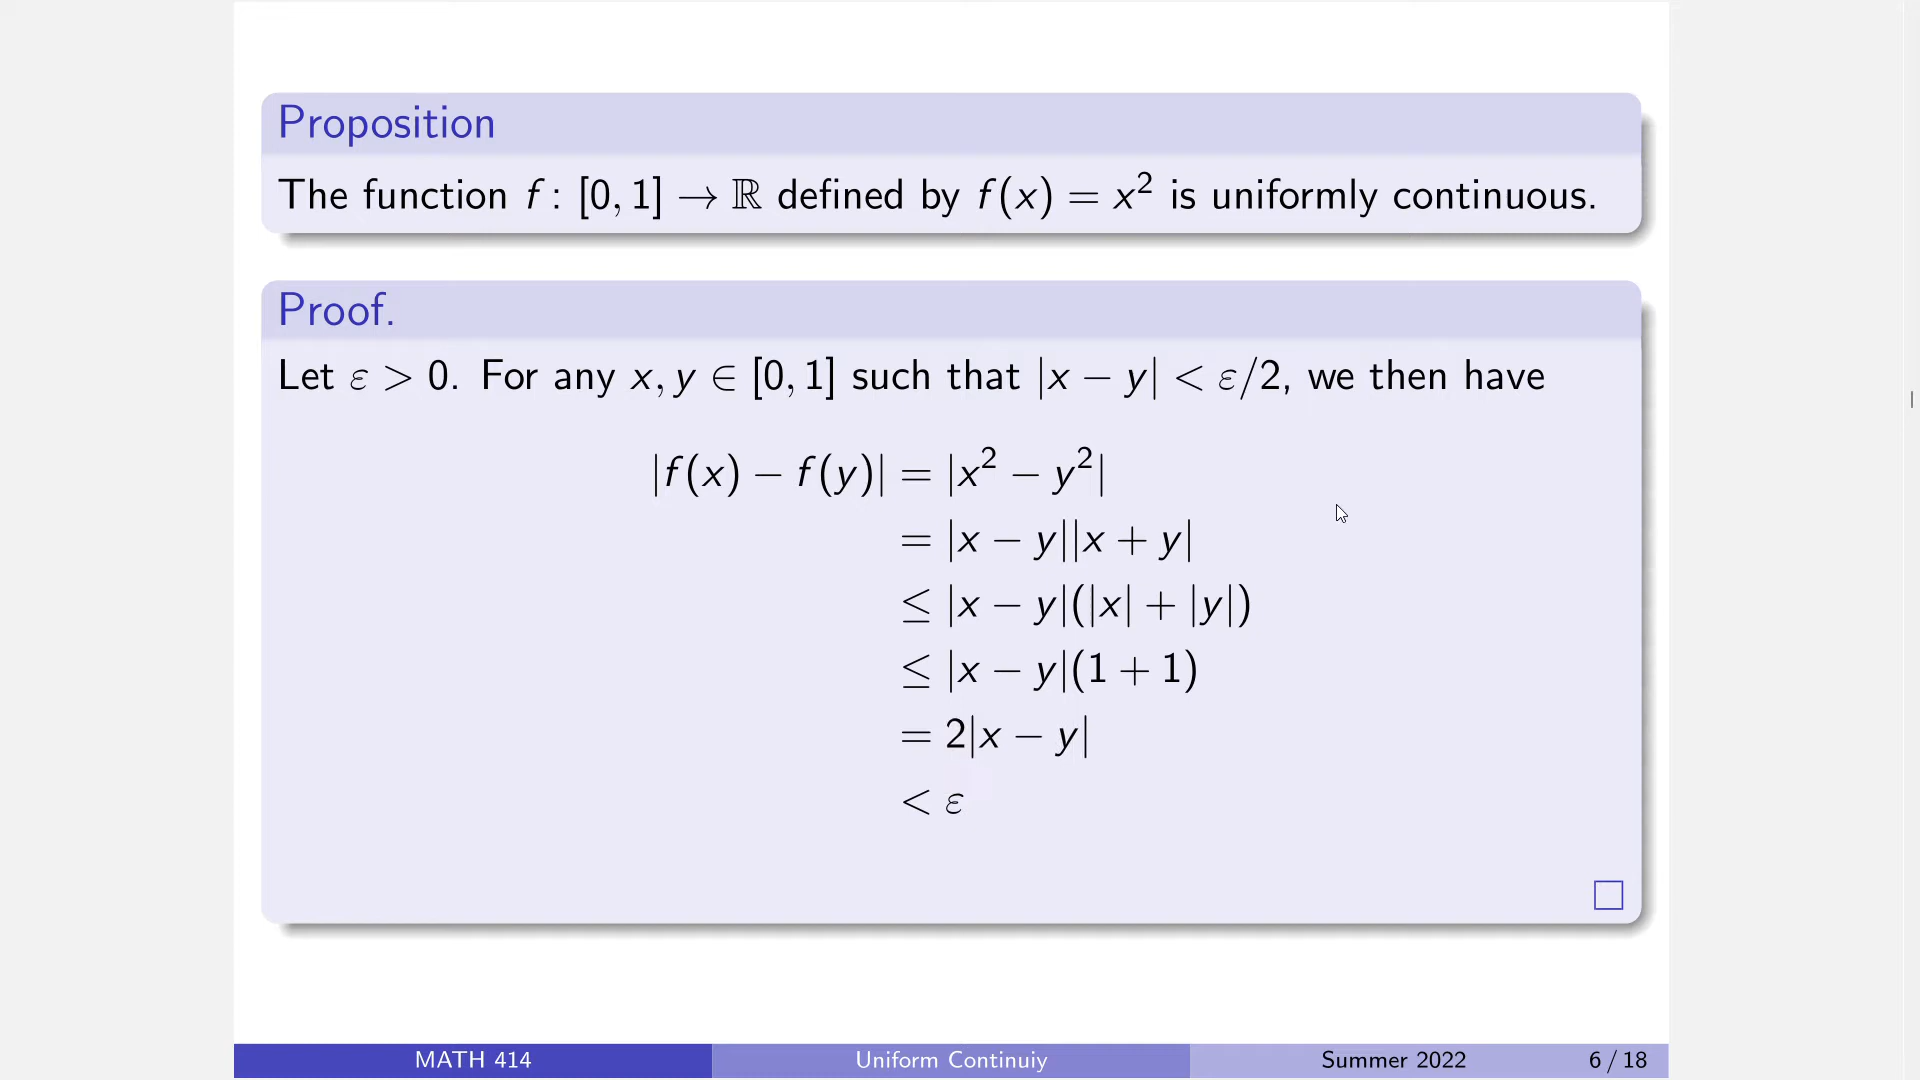 Proposition
The function f : [0, 1] → ℝ defined by f(x) = x² is uniformly continuous.
Proof.
Let ε > 0. For any x, y ∈ [0, 1] such that |x − y| < ε/2, we then have
|f(x) − f(y)| = |x² − y²|
= |x − y||x + y|
≤ |x − y|(|x| + |y|)
≤ |x − y|(1 + 1)
= 2|x − y|
< ε
□
MATH 414 Uniform Continuiy Summer 2022 6 / 18